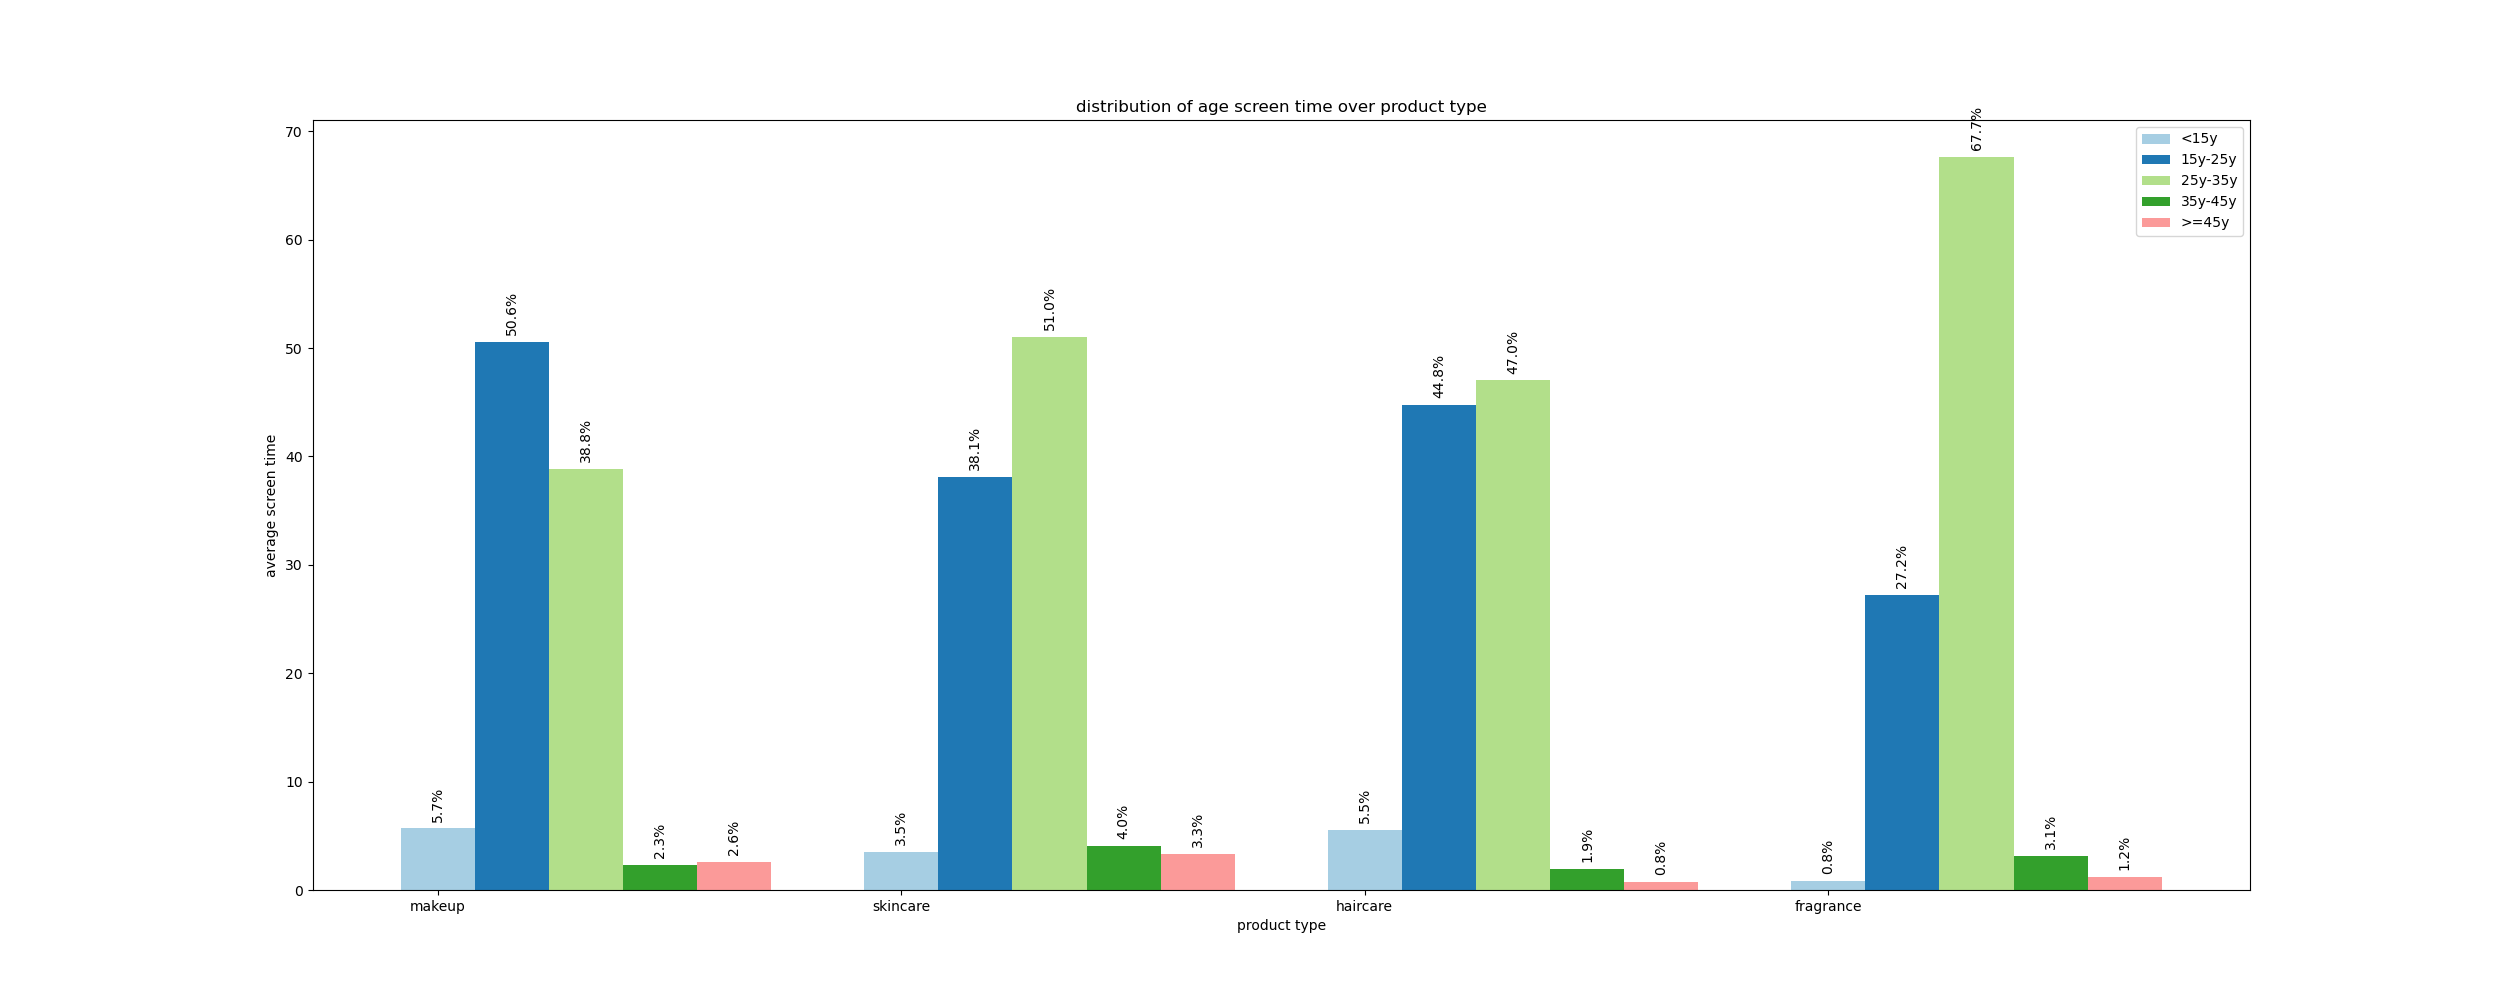 distribution of age screen time over product type
<15y
15y-25y
25y-35y
35y-45y
>=45y
average screen time
70
60
50
40
30
20
10
0
5.7%
50.6%
38.8%
2.3%
2.6%
3.5%
38.1%
51.0%
4.0%
3.3%
5.5%
44.8%
47.0%
1.9%
0.8%
0.8%
27.2%
67.7%
3.1%
1.2%
makeup
skincare
haircare
fragrance
product type